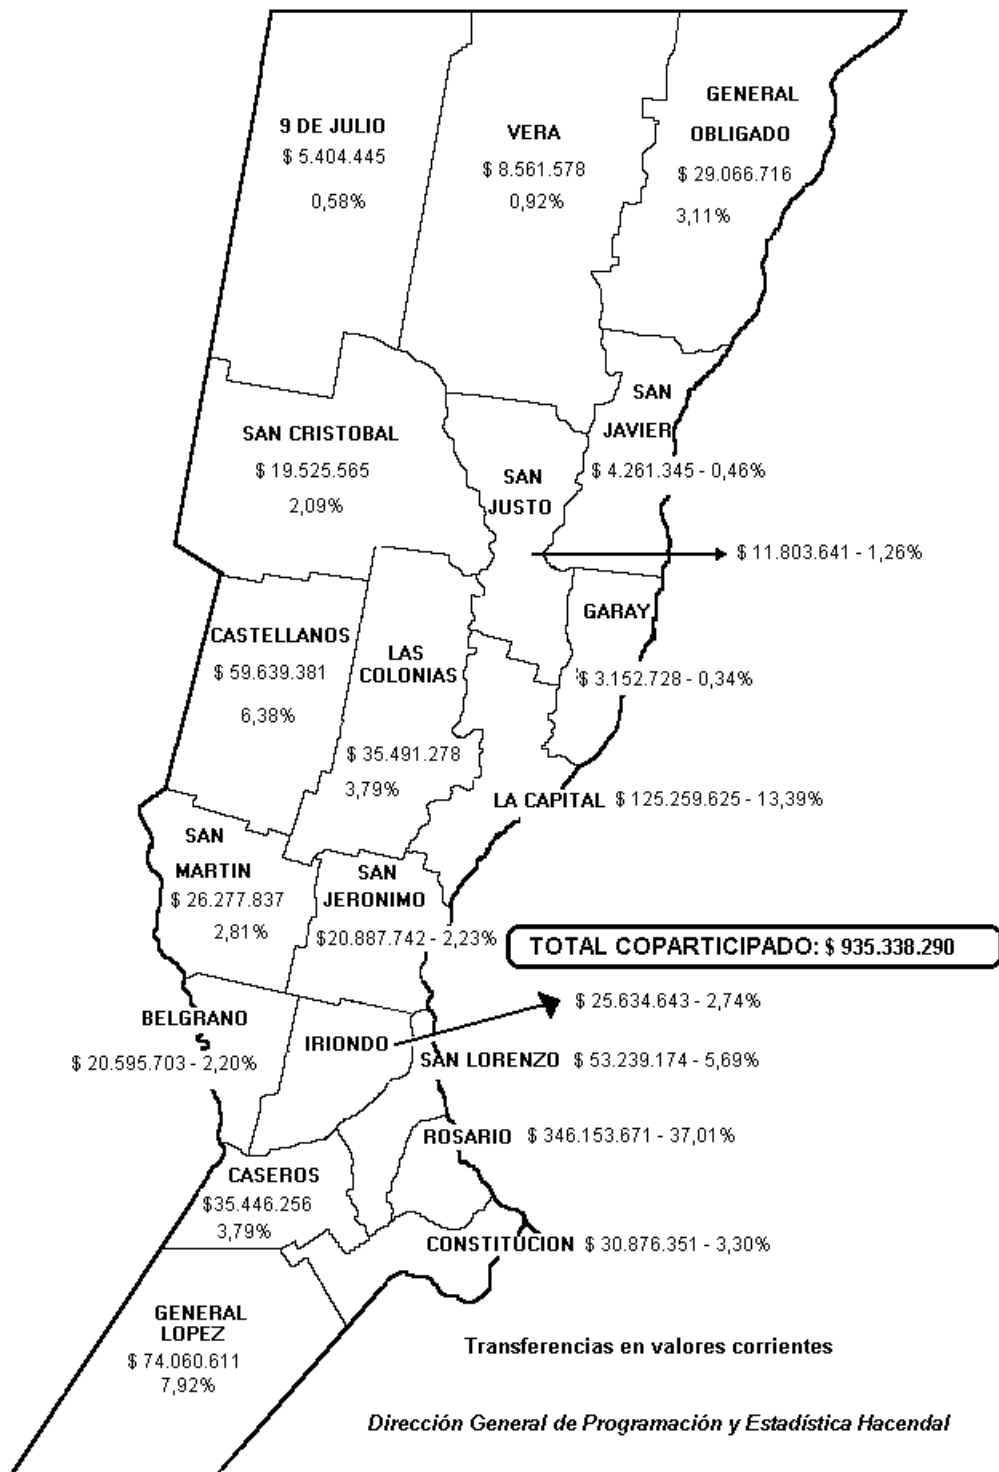 9 DE JULIO
$ 5.404.445
0,58%
VERA
$ 8.561.578
0,92%
GENERAL
OBLIGADO
$ 29.066.716
3,11%
SAN CRISTOBAL
$ 19.525.565
2,09%
SAN
JAVIER
$ 4.261.345 - 0,46%
SAN
JUSTO
$ 11.803.641 - 1,26%
CASTELLANOS
$ 59.639.381
6,38%
LAS
COLONIAS
$ 35.491.278
3,79%
GARAY
$ 3.152.728 - 0,34%
LA CAPITAL $ 125.259.625 - 13,39%
SAN
MARTIN
$ 26.277.837
2,81%
SAN
JERONIMO
$20.887.742 - 2,23%
TOTAL COPARTICIPADO: $ 935.338.290
BELGRANO
$ 20.595.703 - 2,20%
IRIONDO
$ 25.634.643 - 2,74%
SAN LORENZO $ 53.239.174 - 5,69%
ROSARIO $ 346.153.671 - 37,01%
CASEROS
$35.446.256
3,79%
CONSTITUCION $ 30.876.351 - 3,30%
GENERAL
LOPEZ
$ 74.060.611
7,92%
Transferencias en valores corrientes
Dirección General de Programación y Estadística Hacendal